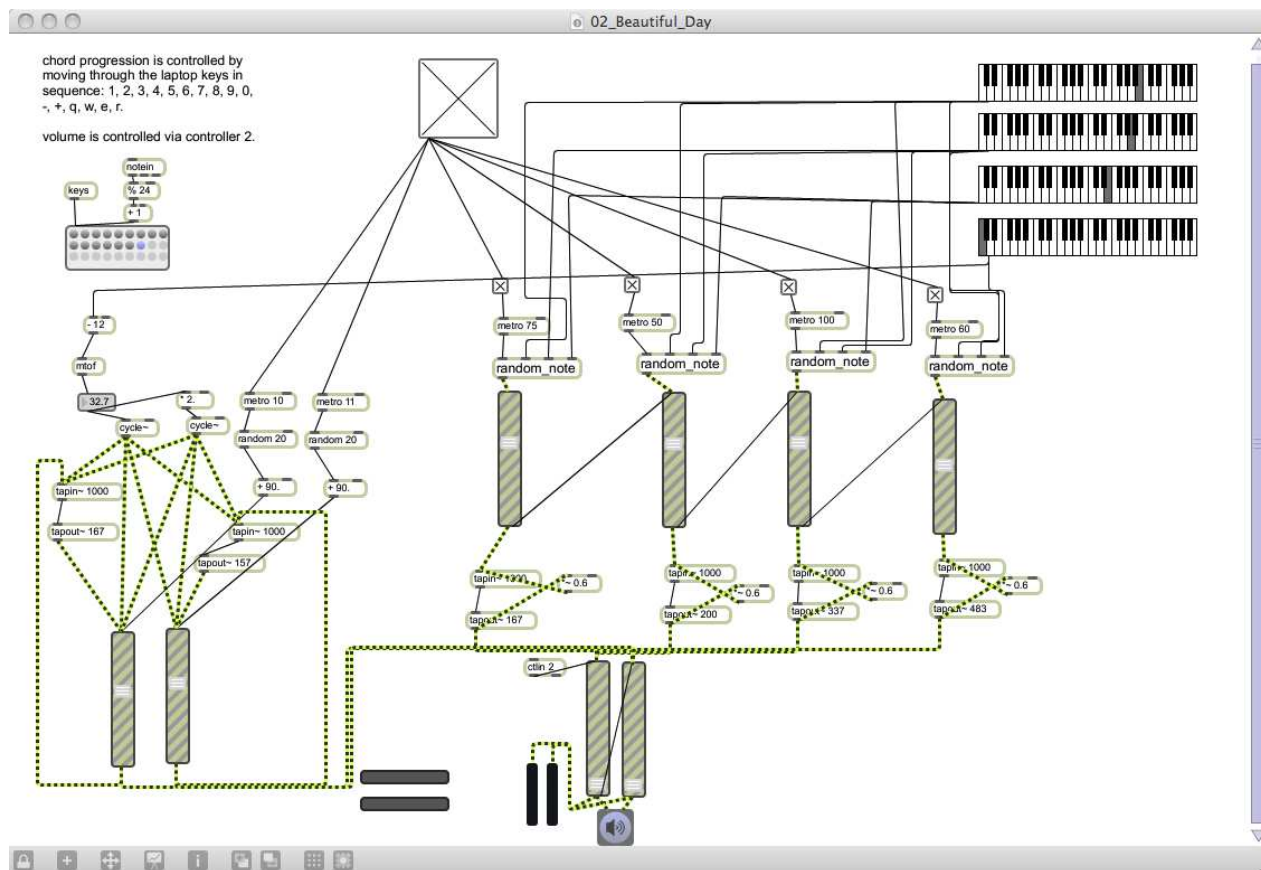 02_Beautiful_Day
chord progression is controlled by
moving through the laptop keys in
sequence: 1, 2, 3, 4, 5, 6, 7, 8, 9, 0,
-, +, q, w, e, r.
volume is controlled via controller 2.
notein
keys
% 24
+ 1
- 12
mtof
32.7
* 2.
cycle~
cycle~
metro 10
metro 11
random 20
random 20
+ 90.
+ 90.
tapin~ 1000
tapout~ 167
tapin~ 1000
tapout~ 157
metro 75
metro 50
metro 100
metro 60
random_note
random_note
random_note
random_note
tapin~
~ 0.6
tapout~ 167
tapin~ 1000
~ 0.6
tapout~ 200
tapin~ 1000
~ 0.6
tapout~ 337
tapin~ 1000
~ 0.6
tapout~ 483
ctlin 2
i